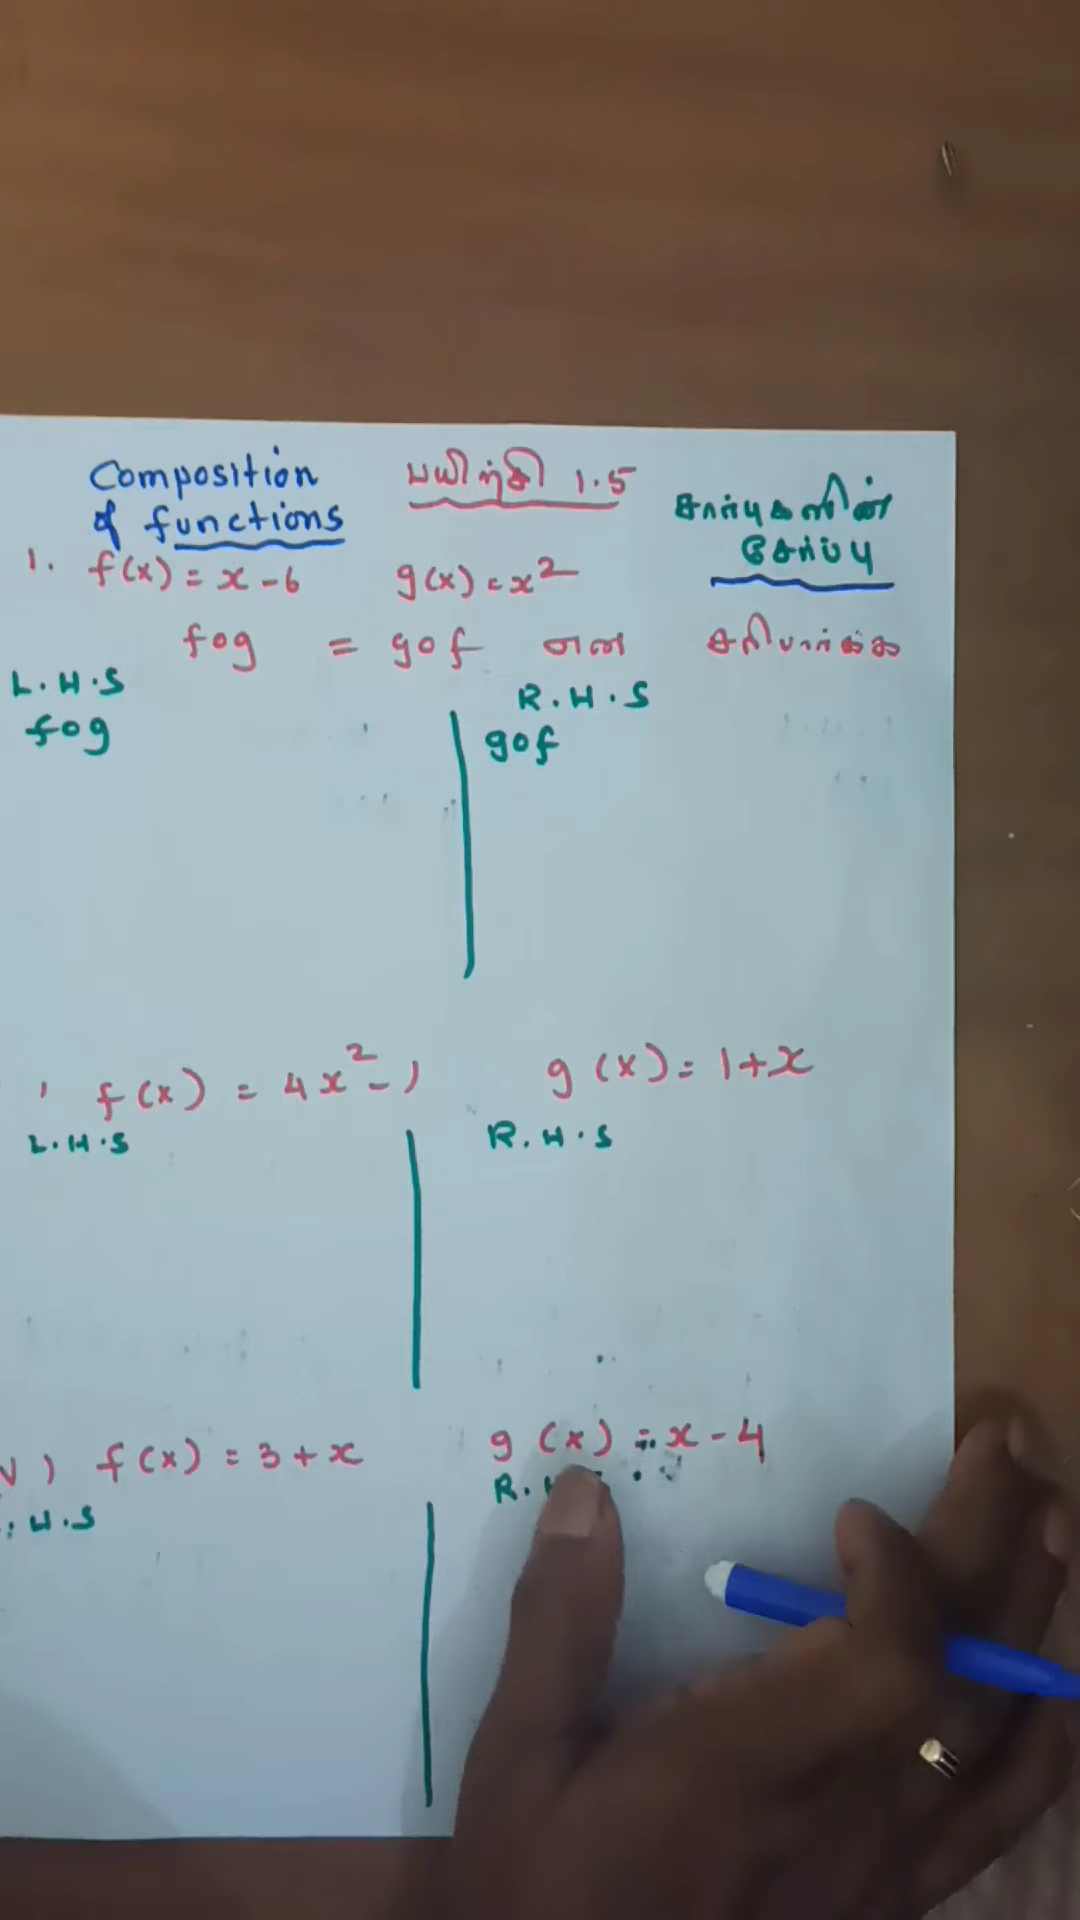 Composition of functions
பயிற்சி 1.5
சார்புகளின் சேர்ப்பு
1. f(x) = x - 6 g(x) = x²
fog = gof என சரிபார்க்க
L.H.S R.H.S
fog gof
) f(x) = 4x² - 1 g(x) = 1 + x
L.H.S R.H.S
v) f(x) = 3 + x g(x) = x - 4
.H.S R.H